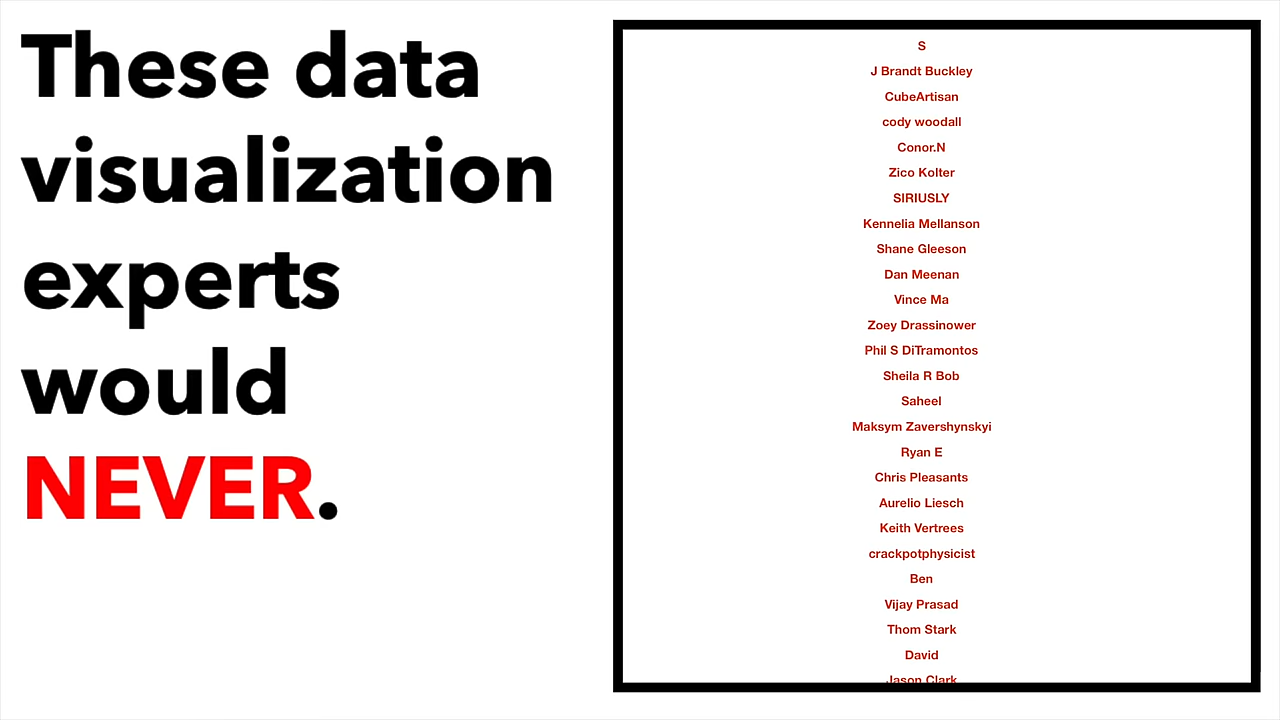 These data
visualization
experts
would
NEVER.
S
J Brandt Buckley
CubeArtisan
cody woodall
Conor.N
Zico Kolter
SIRIUSLY
Kennelia Mellanson
Shane Gleeson
Dan Meenan
Vince Ma
Zoey Drassinower
Phil S DiTramontos
Sheila R Bob
Saheel
Maksym Zavershynskyi
Ryan E
Chris Pleasants
Aurelio Liesch
Keith Vertrees
crackpotphysicist
Ben
Vijay Prasad
Thom Stark
David
Jason Clark